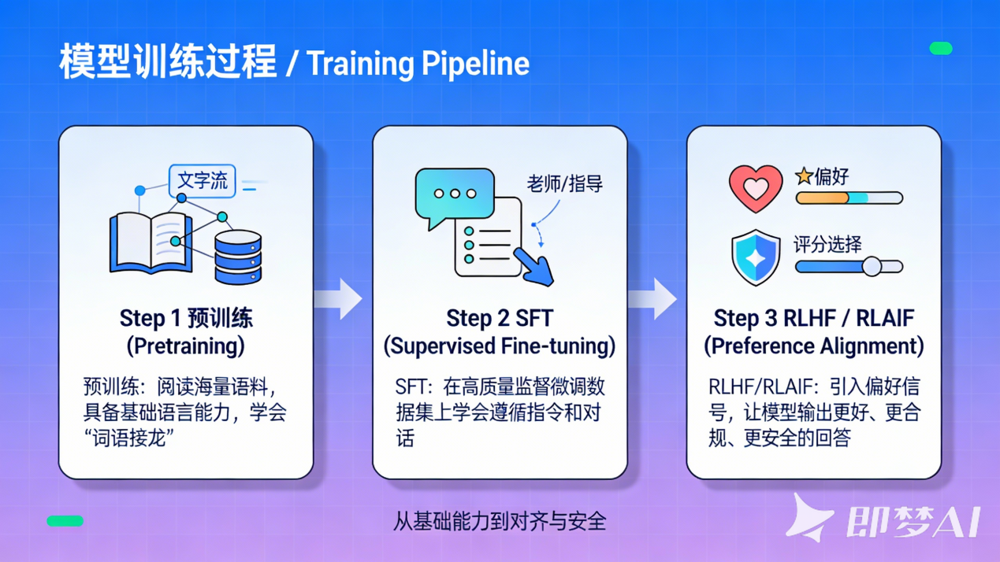 模型训练过程 / Training Pipeline
文字流
Step 1 预训练
(Pretraining)
预训练：阅读海量语料，
具备基础语言能力，学会
“词语接龙”
老师/指导
Step 2 SFT
(Supervised Fine-tuning)
SFT：在高质量监督微调数
据集上学会遵循指令和对
话
偏好
评分选择
Step 3 RLHF / RLAIF
(Preference Alignment)
RLHF/RLAIF：引入偏好信
号，让模型输出更好、更合
规、更安全的回答
从基础能力到对齐与安全
即梦AI